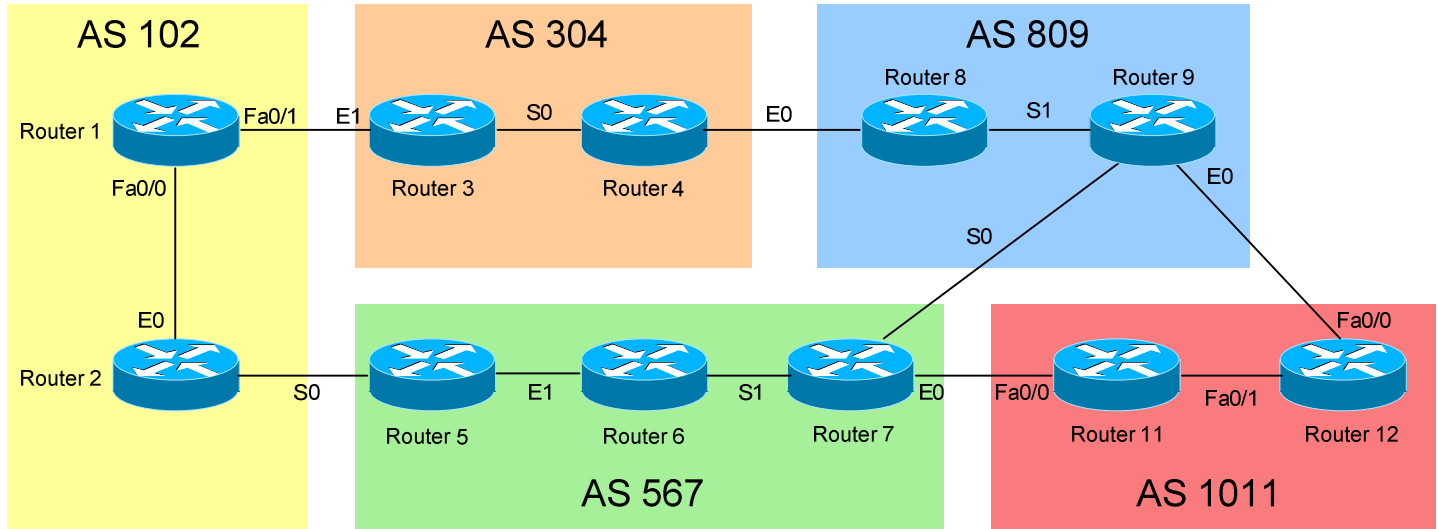 AS 102
AS 304
AS 809
Router 8
Router 9
Router 1
Fa0/1
E1
S0
E0
S1
Fa0/0
Router 3
Router 4
E0
S0
E0
Fa0/0
Router 2
S0
E1
S1
E0
Fa0/0
Fa0/1
Router 5
Router 6
Router 7
Router 11
Router 12
AS 567
AS 1011